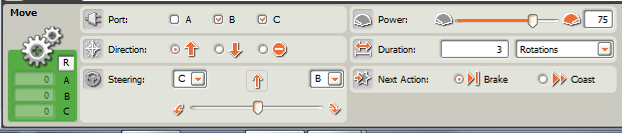 Move
Port: A B C
Power: 75
Direction:
Duration: 3 Rotations
Steering: C B
Next Action: Brake Coast
R
0 A
0 B
0 C